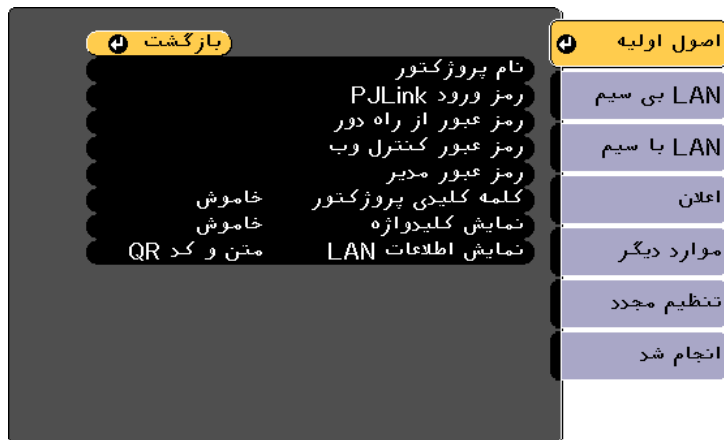 اصول اولیه
LAN بی سیم
LAN با سیم
اعلان
موارد دیگر
تنظیم مجدد
انجام شد
بازگشت
نام پروژکتور
رمز ورود PJLink
رمز عبور از راه دور
رمز عبور کنترل وب
رمز عبور مدیر
کلمه کلیدی پروژکتور خاموش
نمایش کلیدواژه خاموش
نمایش اطلاعات LAN متن و کد QR